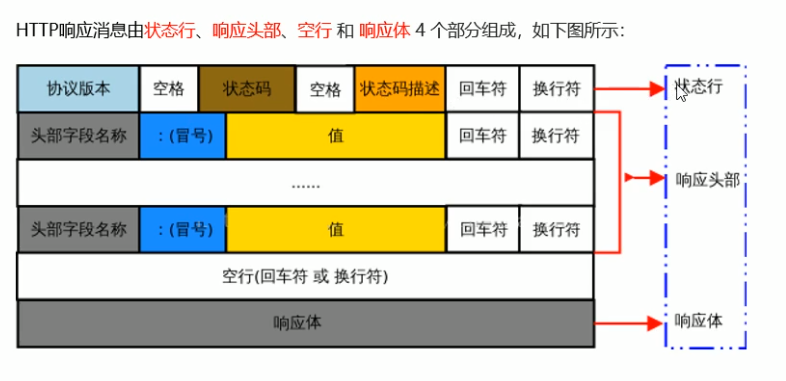 HTTP响应消息由状态行、响应头部、空行 和 响应体 4 个部分组成，如下图所示：
协议版本 空格 状态码 空格 状态码描述 回车符 换行符 状态行
头部字段名称 ：(冒号) 值 回车符 换行符
...... 响应头部
头部字段名称 ：(冒号) 值 回车符 换行符
空行(回车符 或 换行符)
响应体 响应体